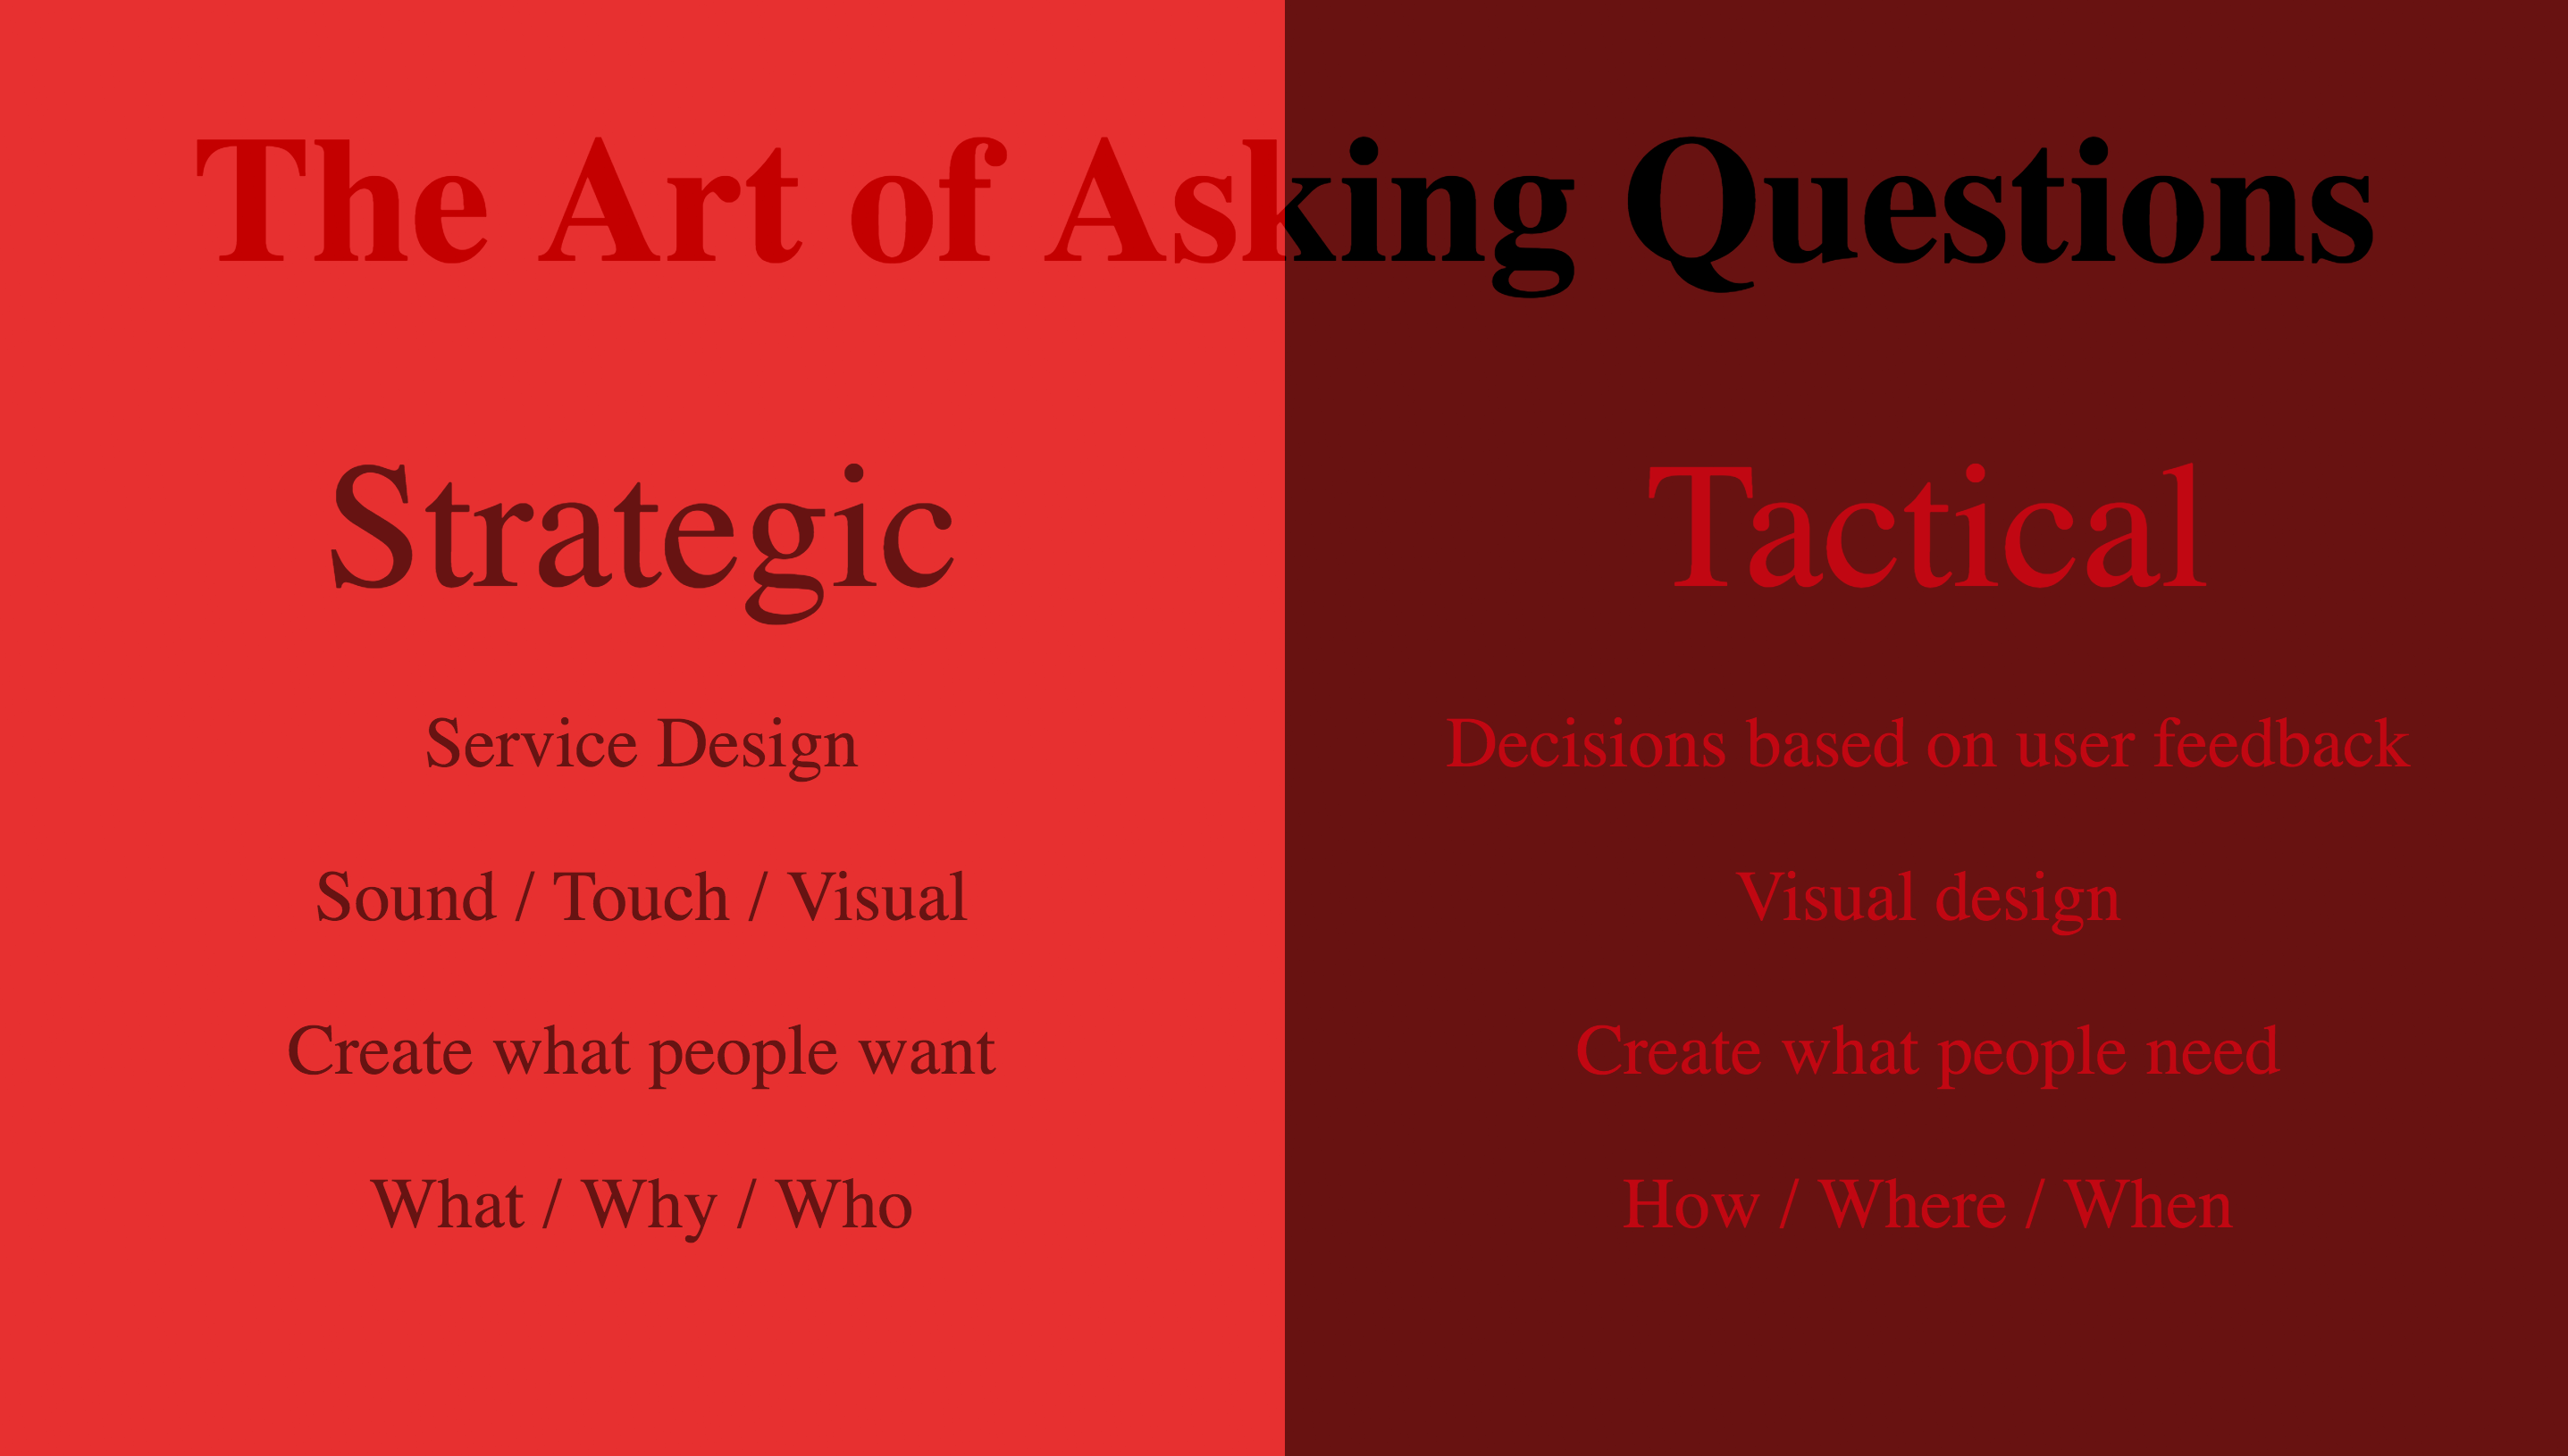 The Art of Asking Questions
Strategic
Service Design
Sound / Touch / Visual
Create what people want
What / Why / Who
Tactical
Decisions based on user feedback
Visual design
Create what people need
How / Where / When